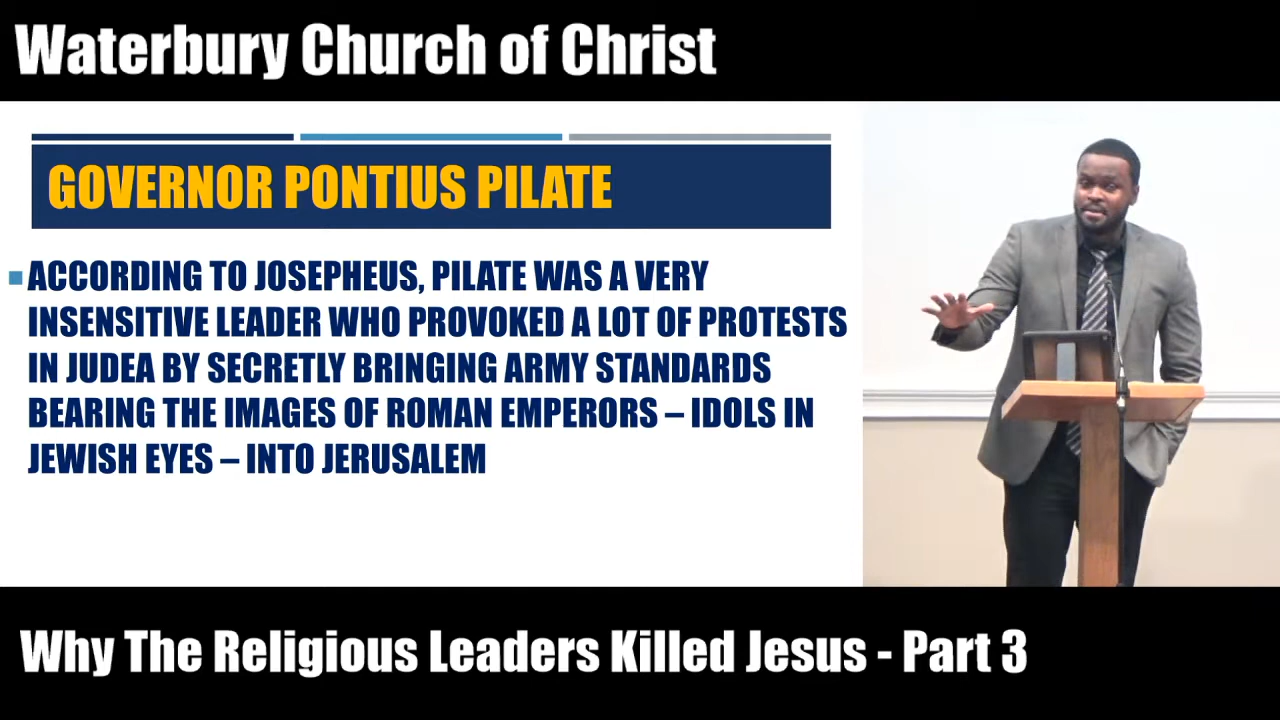 Waterbury Church of Christ
GOVERNOR PONTIUS PILATE
ACCORDING TO JOSEPHEUS, PILATE WAS A VERY
INSENSITIVE LEADER WHO PROVOKED A LOT OF PROTESTS
IN JUDEA BY SECRETLY BRINGING ARMY STANDARDS
BEARING THE IMAGES OF ROMAN EMPERORS – IDOLS IN
JEWISH EYES – INTO JERUSALEM
Why The Religious Leaders Killed Jesus - Part 3